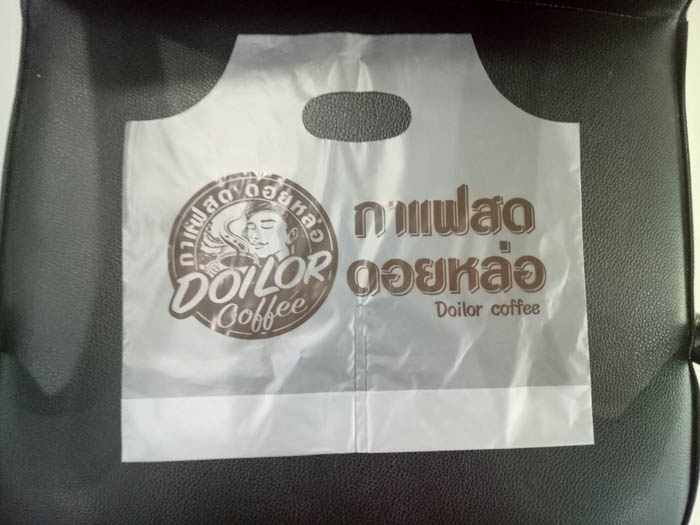 กาแฟสด ดอยหล่อ
DOILOR
Coffee
กาแฟสด
ดอยหล่อ
Doilor coffee